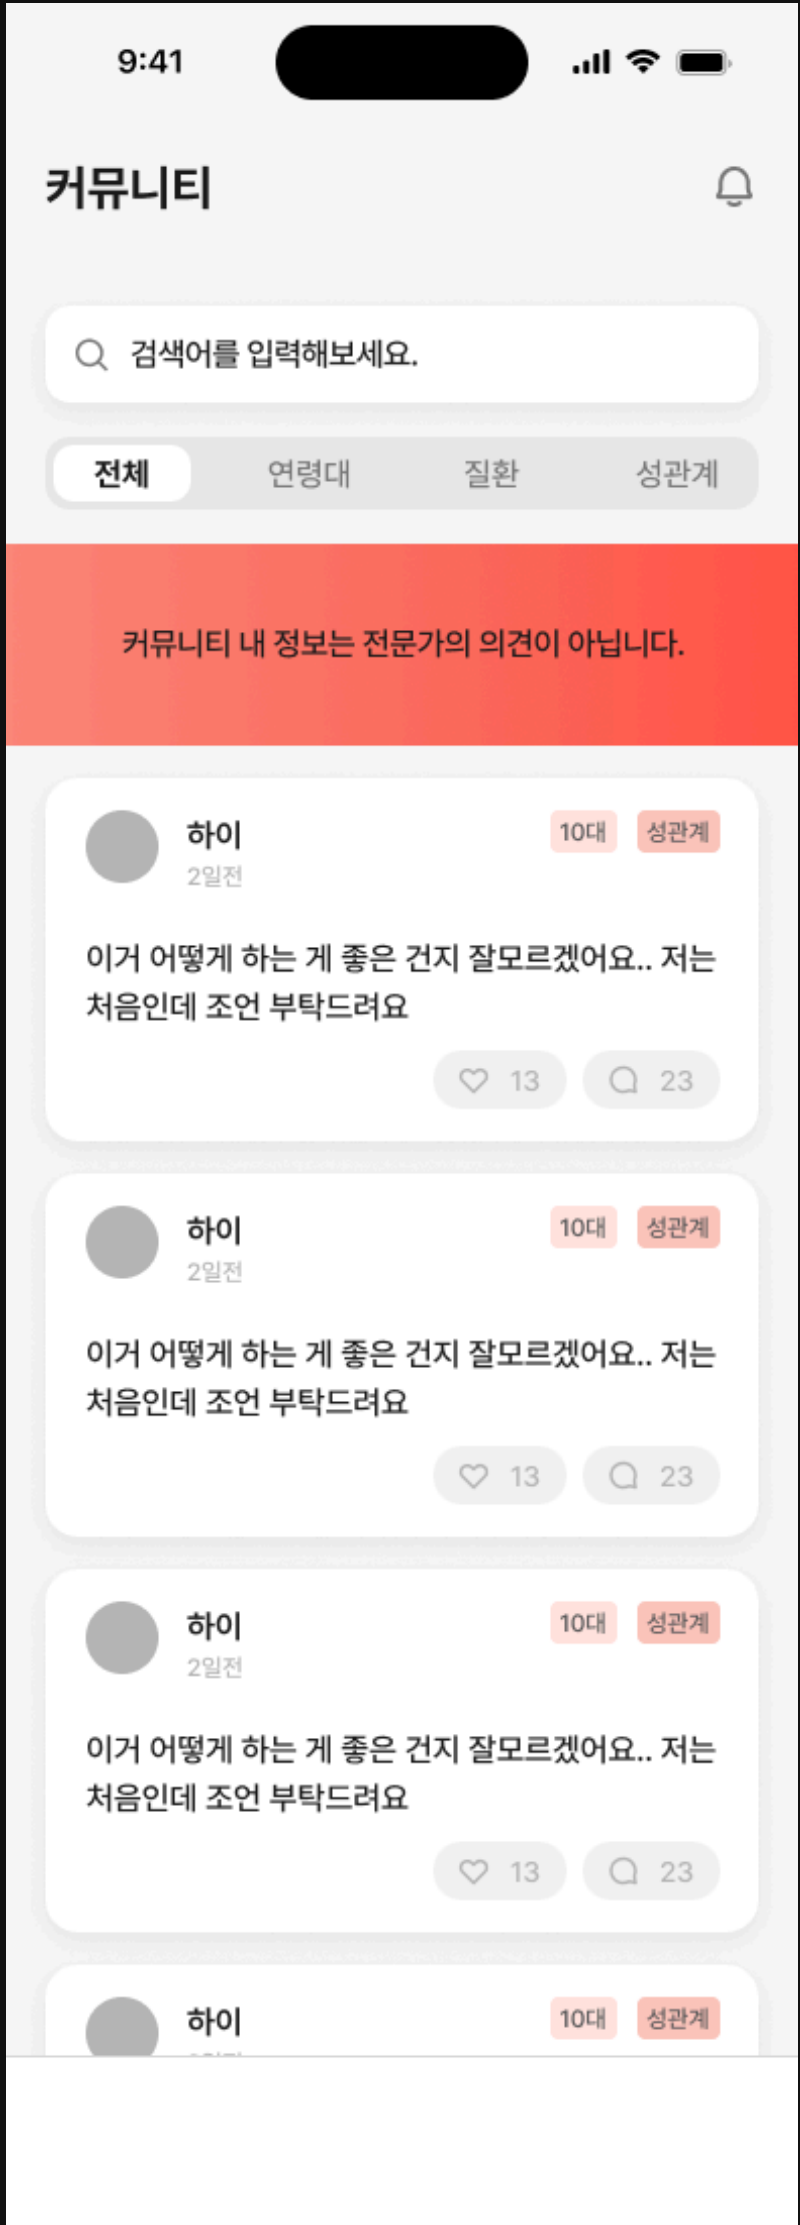 9:41
커뮤니티
검색어를 입력해보세요.
전체 연령대 질환 성관계
커뮤니티 내 정보는 전문가의 의견이 아닙니다.
하이 10대 성관계
2일전
이거 어떻게 하는 게 좋은 건지 잘모르겠어요.. 저는
처음인데 조언 부탁드려요
13 23
하이 10대 성관계
2일전
이거 어떻게 하는 게 좋은 건지 잘모르겠어요.. 저는
처음인데 조언 부탁드려요
13 23
하이 10대 성관계
2일전
이거 어떻게 하는 게 좋은 건지 잘모르겠어요.. 저는
처음인데 조언 부탁드려요
13 23
하이 10대 성관계